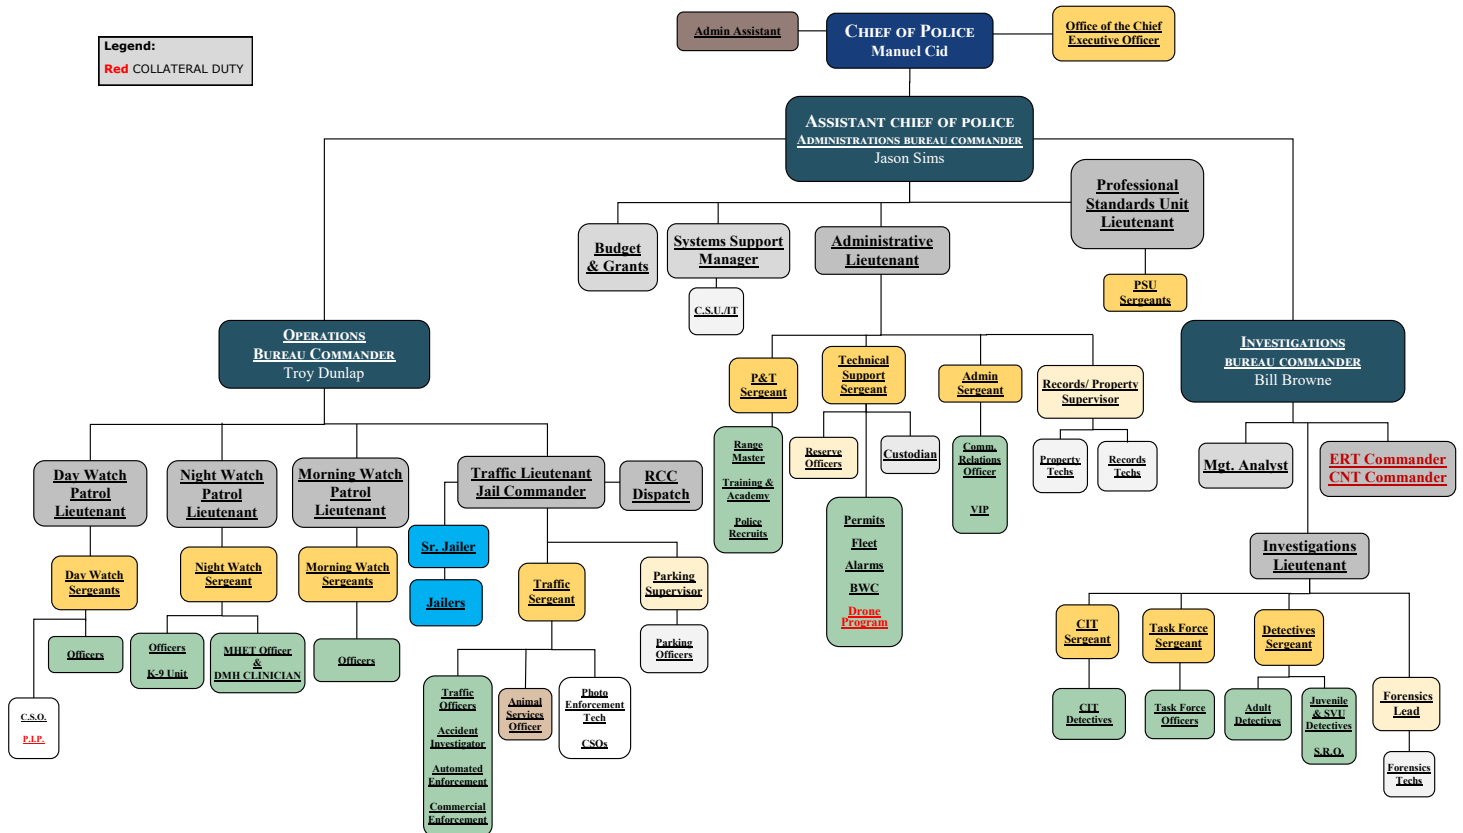 Admin Assistant
CHIEF OF POLICE
Manuel Cid
Office of the Chief
Executive Officer
Legend:
Red COLLATERAL DUTY
ASSISTANT CHIEF OF POLICE
ADMINISTRATIONS BUREAU COMMANDER
Jason Sims
Professional
Standards Unit
Lieutenant
Budget
& Grants
Systems Support
Manager
Administrative
Lieutenant
PSU
Sergeants
C.S.U./IT
OPERATIONS
BUREAU COMMANDER
Troy Dunlap
INVESTIGATIONS
BUREAU COMMANDER
Bill Browne
P&T
Sergeant
Technical
Support
Sergeant
Admin
Sergeant
Records/ Property
Supervisor
Range
Master
Training &
Academy
Police
Recruits
Reserve
Officers
Custodian
Comm.
Relations
Officer
VIP
Property
Techs
Records
Techs
Permits
Fleet
Alarms
BWC
Drone
Program
Mgt. Analyst
ERT Commander
CNT Commander
Day Watch
Patrol
Lieutenant
Night Watch
Patrol
Lieutenant
Morning Watch
Patrol
Lieutenant
Traffic Lieutenant
Jail Commander
RCC
Dispatch
Sr. Jailer
Jailers
Day Watch
Sergeants
Night Watch
Sergeant
Morning Watch
Sergeants
Traffic
Sergeant
Parking
Supervisor
Officers
Officers
K-9 Unit
MHET Officer
&
DMH CLINICIAN
Officers
Parking
Officers
C.S.O.
P.I.P.
Traffic
Officers
Accident
Investigator
Automated
Enforcement
Commercial
Enforcement
Animal
Services
Officer
Photo
Enforcement
Tech
CSOs
Investigations
Lieutenant
CIT
Sergeant
Task Force
Sergeant
Detectives
Sergeant
Forensics
Lead
CIT
Detectives
Task Force
Officers
Adult
Detectives
Juvenile
& SVU
Detectives
S.R.O.
Forensics
Techs